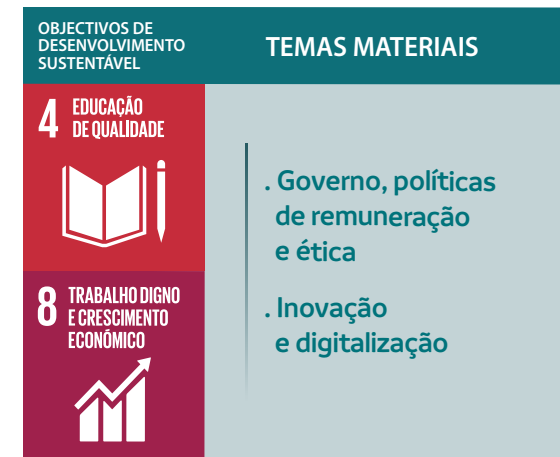 OBJECTIVOS DE
DESENVOLVIMENTO
SUSTENTÁVEL
TEMAS MATERIAIS
4 EDUCAÇÃO
DE QUALIDADE
8 TRABALHO DIGNO
E CRESCIMENTO
ECONÓMICO
. Governo, políticas
de remuneração
e ética
. Inovação
e digitalização